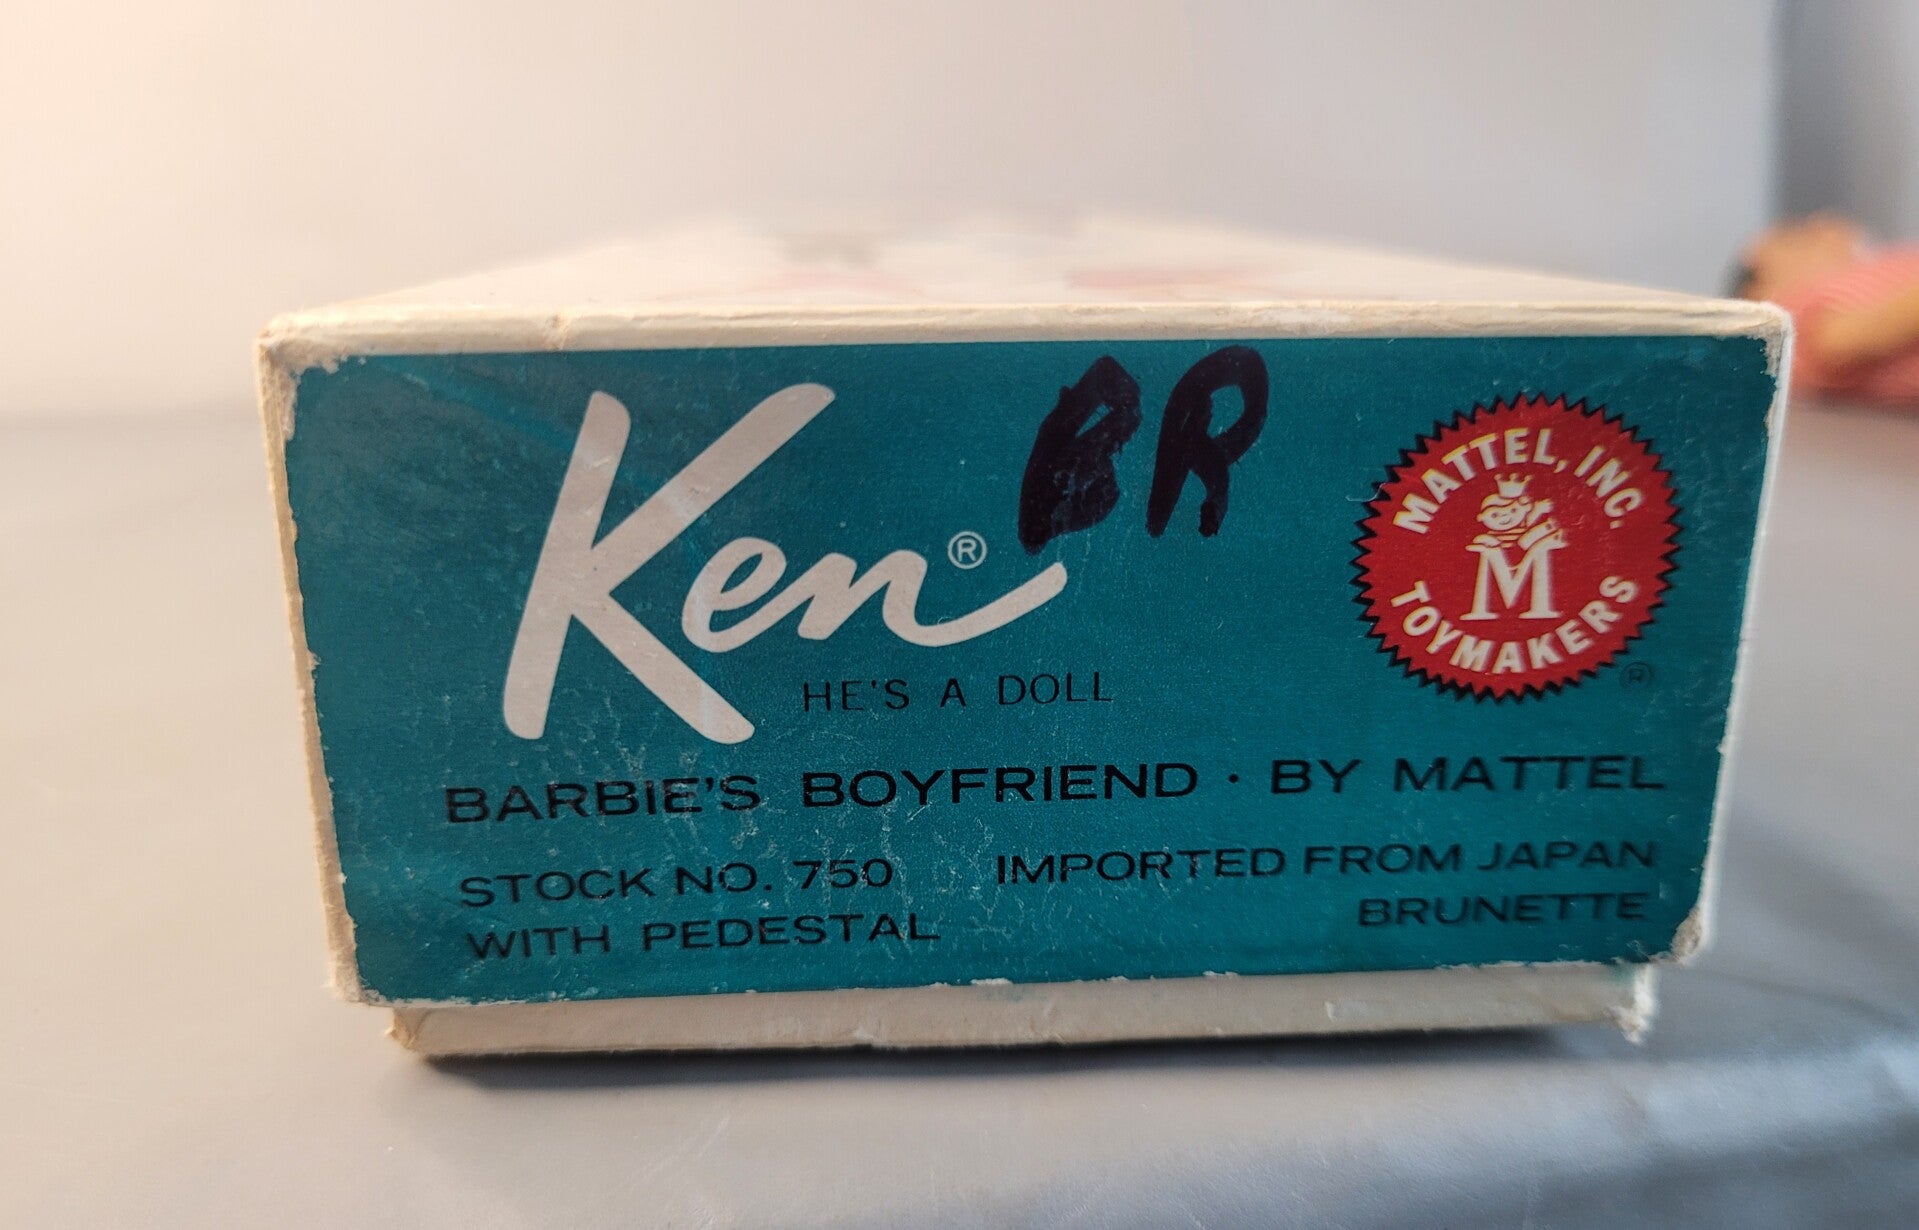 BR
Ken®
HE'S A DOLL
MATTEL, INC.
M
TOYMAKERS
®
BARBIE'S BOYFRIEND · BY MATTEL
STOCK NO. 750 IMPORTED FROM JAPAN
WITH PEDESTAL BRUNETTE